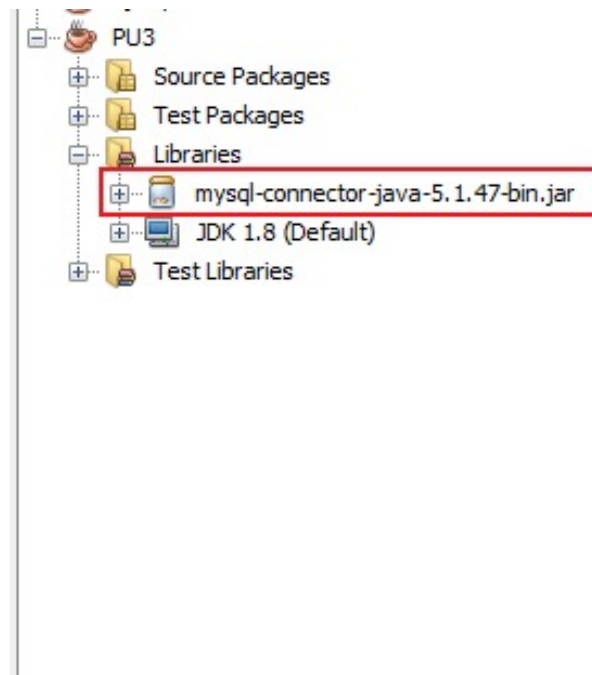 PU3
Source Packages
Test Packages
Libraries
mysql-connector-java-5.1.47-bin.jar
JDK 1.8 (Default)
Test Libraries